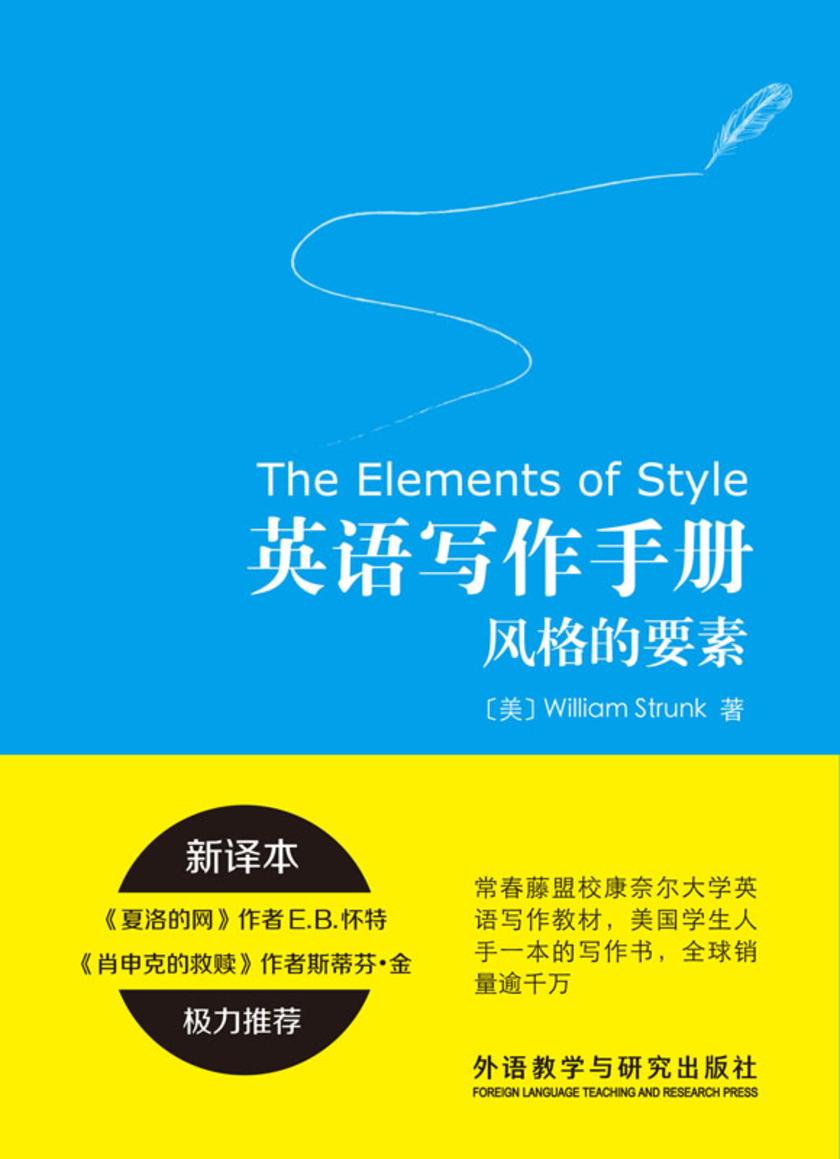 The Elements of Style
英语写作手册
风格的要素
〔美〕William Strunk 著
新译本
《夏洛的网》作者E.B.怀特
《肖申克的救赎》作者斯蒂芬•金
极力推荐
常春藤盟校康奈尔大学英
语写作教材，美国学生人
手一本的写作书，全球销
量逾千万
外语教学与研究出版社
FOREIGN LANGUAGE TEACHING AND RESEARCH PRESS